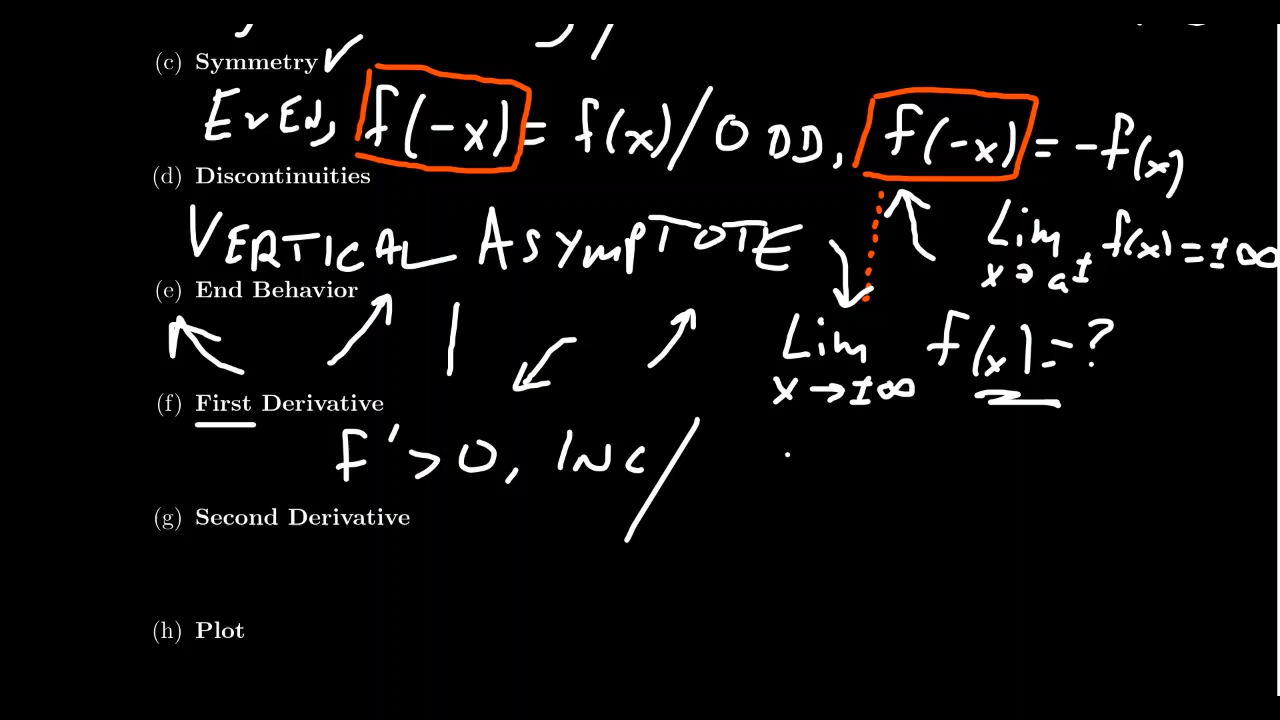 (c) Symmetry ✓
EVEN, f(-x) = f(x) / ODD, f(-x) = -f(x)
(d) Discontinuities
VERTICAL ASYMPTOTE
Lim f(x) = ±∞
x→a±
(e) End Behavior
Lim f(x) = ?
x→±∞
(f) First Derivative
f' > 0, INC /
(g) Second Derivative
(h) Plot